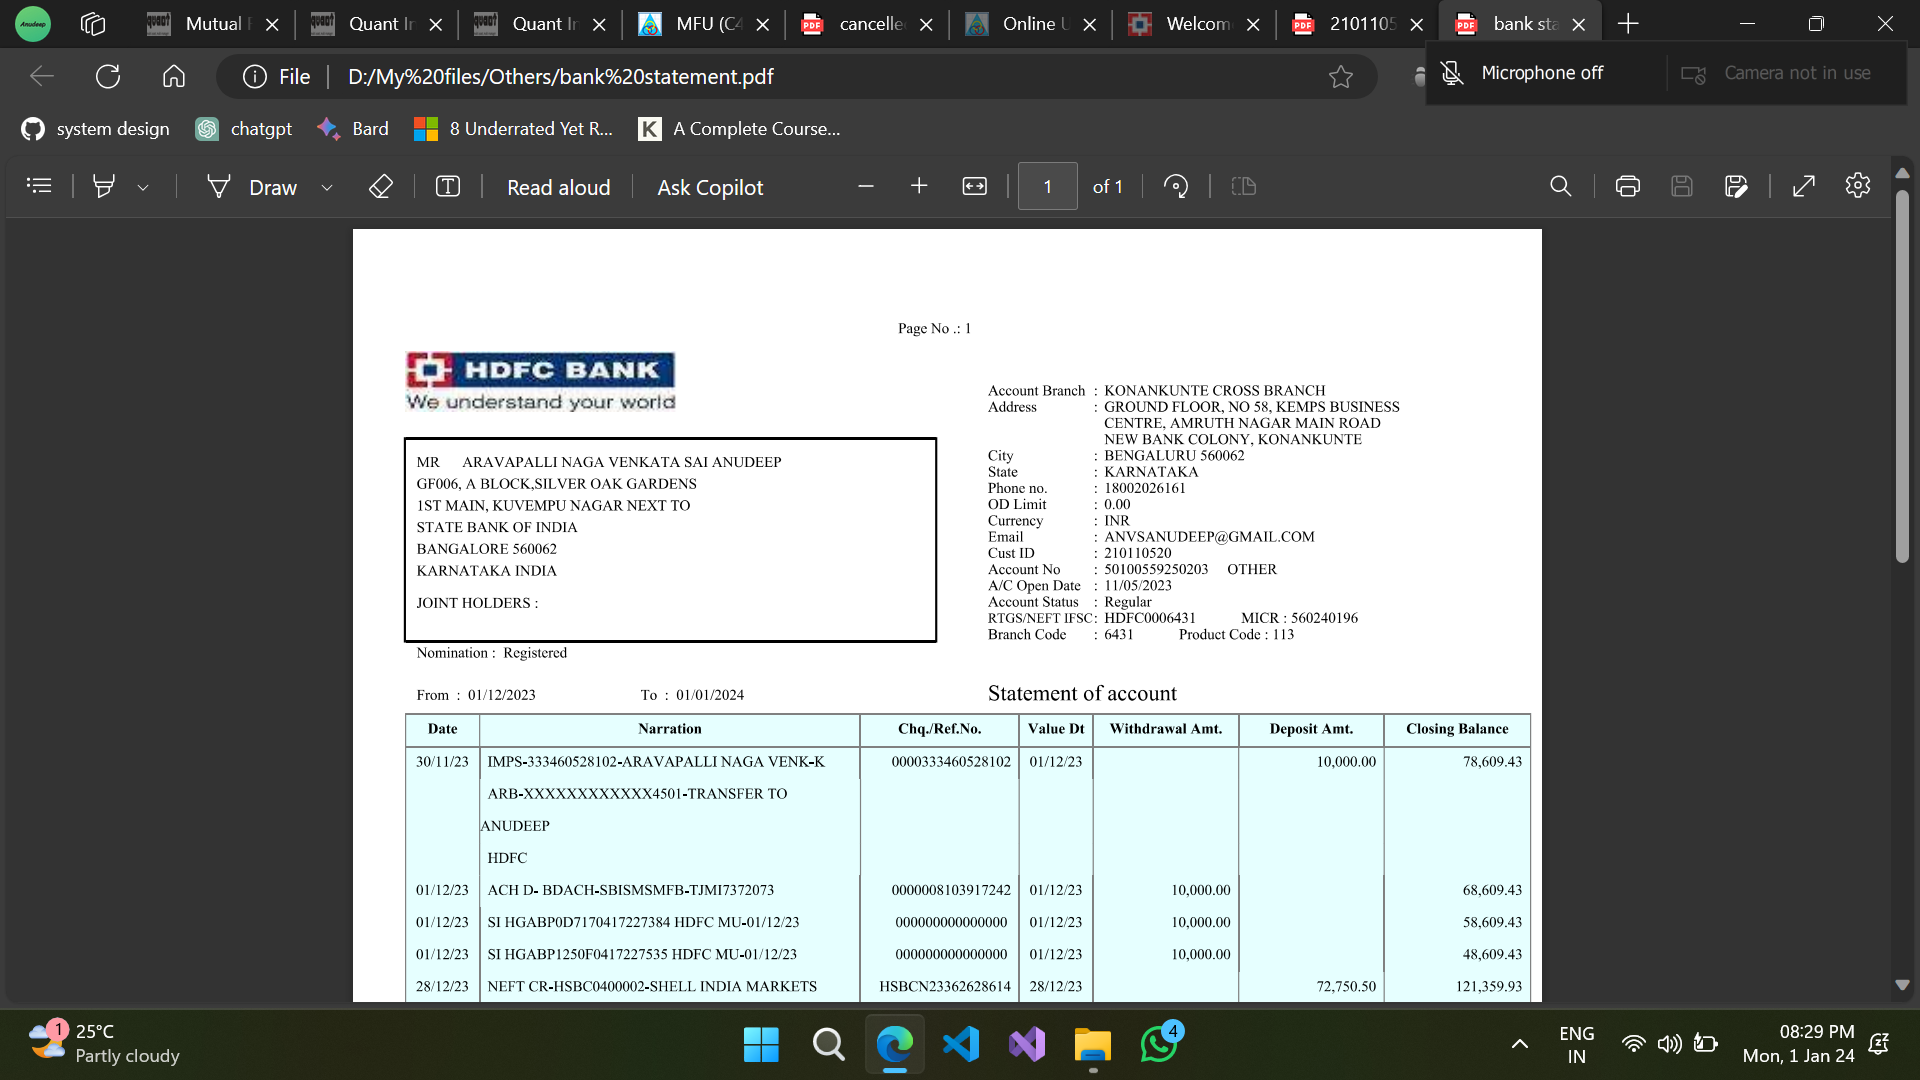 Anudeep
Mutual F
Quant In
Quant In
MFU (C4
cancelle
Online U
Welcom
2101105
bank sta
Microphone off
Camera not in use
File
D:/My%20files/Others/bank%20statement.pdf
system design
chatgpt
Bard
8 Underrated Yet R...
K A Complete Course...
Draw
Read aloud
Ask Copilot
1 of 1
Page No .: 1
HDFC BANK
We understand your world
MR ARAVAPALLI NAGA VENKATA SAI ANUDEEP
GF006, A BLOCK,SILVER OAK GARDENS
1ST MAIN, KUVEMPU NAGAR NEXT TO
STATE BANK OF INDIA
BANGALORE 560062
KARNATAKA INDIA
JOINT HOLDERS :
Nomination : Registered
From : 01/12/2023 To : 01/01/2024
Account Branch : KONANKUNTE CROSS BRANCH
Address : GROUND FLOOR, NO 58, KEMPS BUSINESS
CENTRE, AMRUTH NAGAR MAIN ROAD
NEW BANK COLONY, KONANKUNTE
City : BENGALURU 560062
State : KARNATAKA
Phone no. : 18002026161
OD Limit : 0.00
Currency : INR
Email : ANVSANUDEEP@GMAIL.COM
Cust ID : 210110520
Account No : 50100559250203 OTHER
A/C Open Date : 11/05/2023
Account Status : Regular
RTGS/NEFT IFSC : HDFC0006431 MICR : 560240196
Branch Code : 6431 Product Code : 113
Statement of account
Date Narration Chq./Ref.No. Value Dt Withdrawal Amt. Deposit Amt. Closing Balance
30/11/23 IMPS-333460528102-ARAVAPALLI NAGA VENK-K 0000333460528102 01/12/23 10,000.00 78,609.43
ARB-XXXXXXXXXXXX4501-TRANSFER TO
ANUDEEP
HDFC
01/12/23 ACH D- BDACH-SBISMSMFB-TJMI7372073 0000008103917242 01/12/23 10,000.00 68,609.43
01/12/23 SI HGABP0D7170417227384 HDFC MU-01/12/23 000000000000000 01/12/23 10,000.00 58,609.43
01/12/23 SI HGABP1250F0417227535 HDFC MU-01/12/23 000000000000000 01/12/23 10,000.00 48,609.43
28/12/23 NEFT CR-HSBC0400002-SHELL INDIA MARKETS HSBCN23362628614 28/12/23 72,750.50 121,359.93
1
25°C
Partly cloudy
4
ENG
IN
08:29 PM
Mon, 1 Jan 24